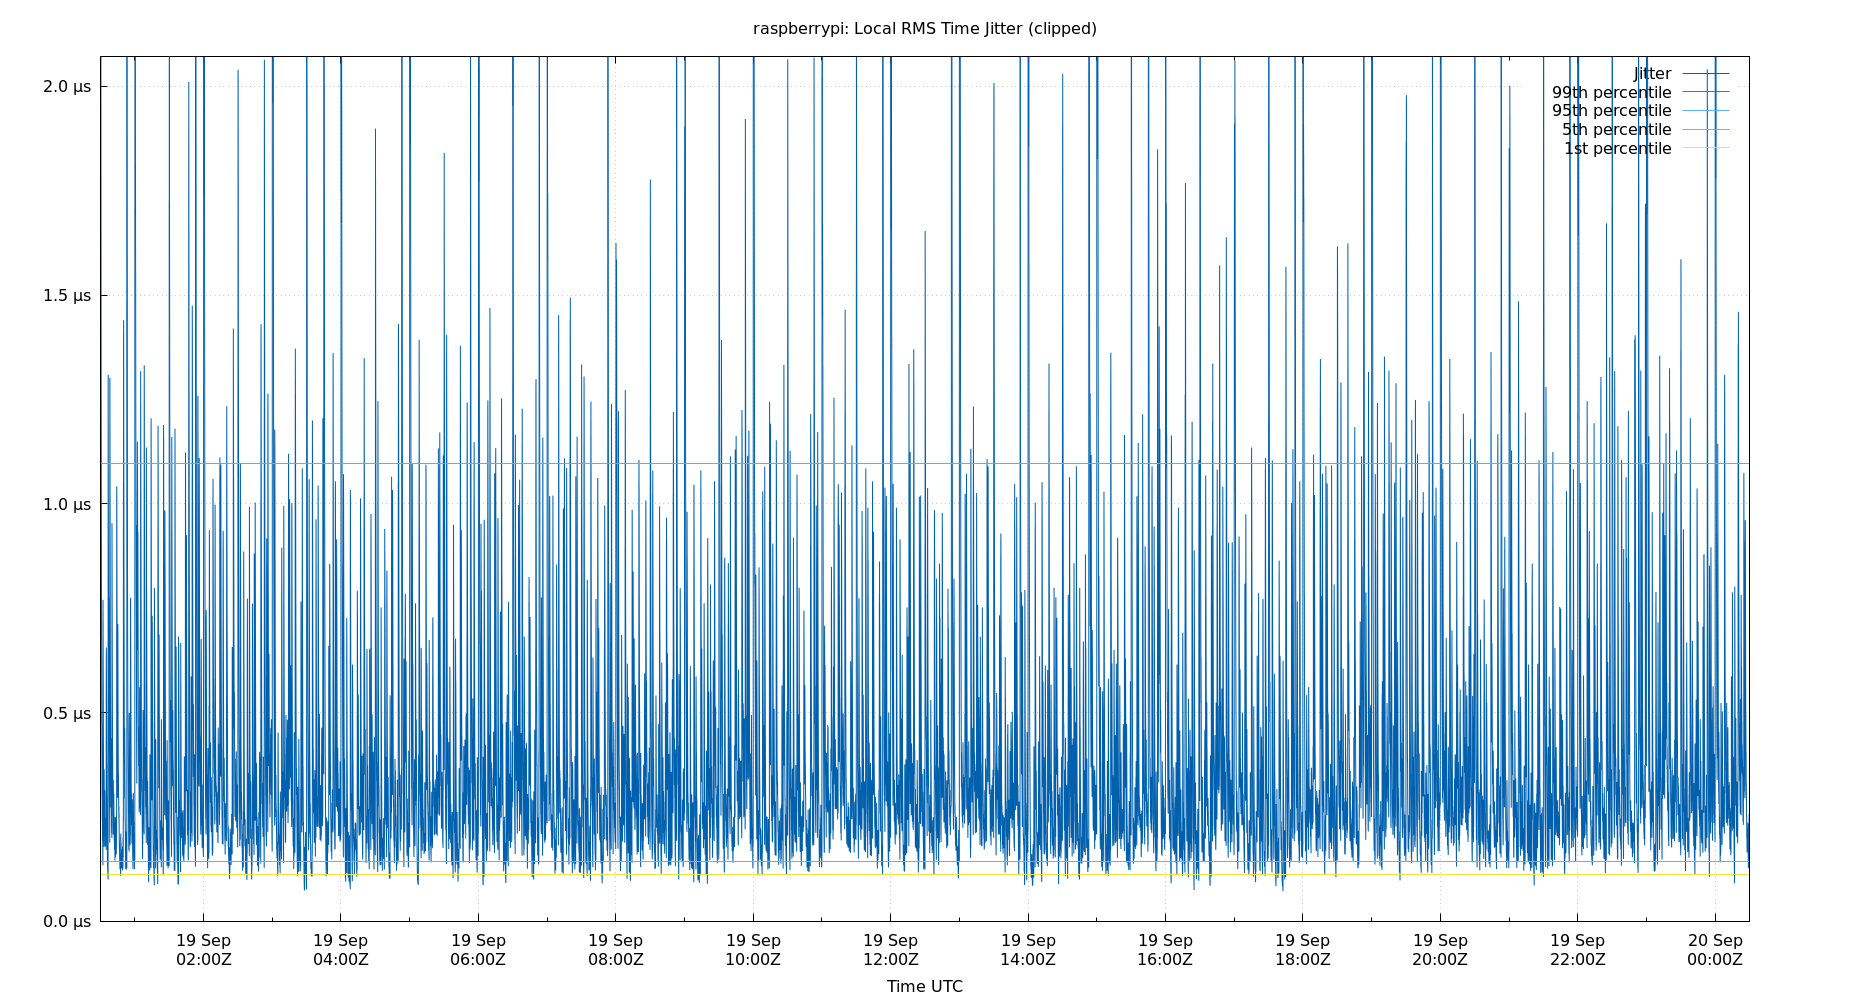 raspberrypi: Local RMS Time Jitter (clipped)
Jitter
99th percentile
95th percentile
5th percentile
1st percentile
2.0 µs
1.5 µs
1.0 µs
0.5 µs
0.0 µs
19 Sep 19 Sep 19 Sep 19 Sep 19 Sep 19 Sep 19 Sep 19 Sep 19 Sep 19 Sep 19 Sep 20 Sep
02:00Z 04:00Z 06:00Z 08:00Z 10:00Z 12:00Z 14:00Z 16:00Z 18:00Z 20:00Z 22:00Z 00:00Z
Time UTC